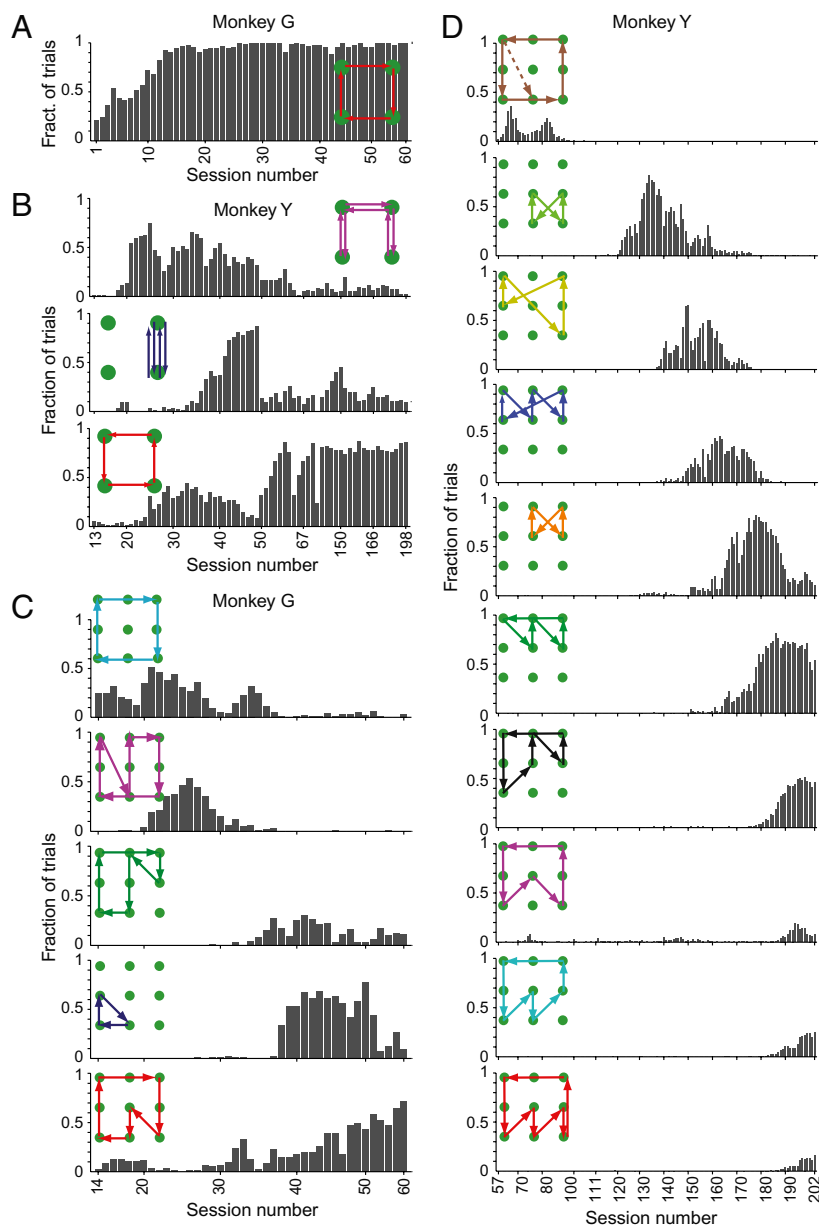 A
Monkey G
Fract. of trials
1
0.5
0
1 10 20 30 40 50 60
Session number
B
Monkey Y
Fraction of trials
1
0.5
0
1
0.5
0
1
0.5
0
13 20 30 40 50 67 150 166 198
Session number
C
Monkey G
Fraction of trials
1
0.5
0
1
0.5
0
1
0.5
0
1
0.5
0
1
0.5
0
14 20 30 40 50 60
Session number
D
Monkey Y
Fraction of trials
1
0.5
0
1
0.5
0
1
0.5
0
1
0.5
0
1
0.5
0
1
0.5
0
1
0.5
0
1
0.5
0
1
0.5
0
1
0.5
0
57 70 80 100 111 120 130 140 150 160 170 180 190 202
Session number